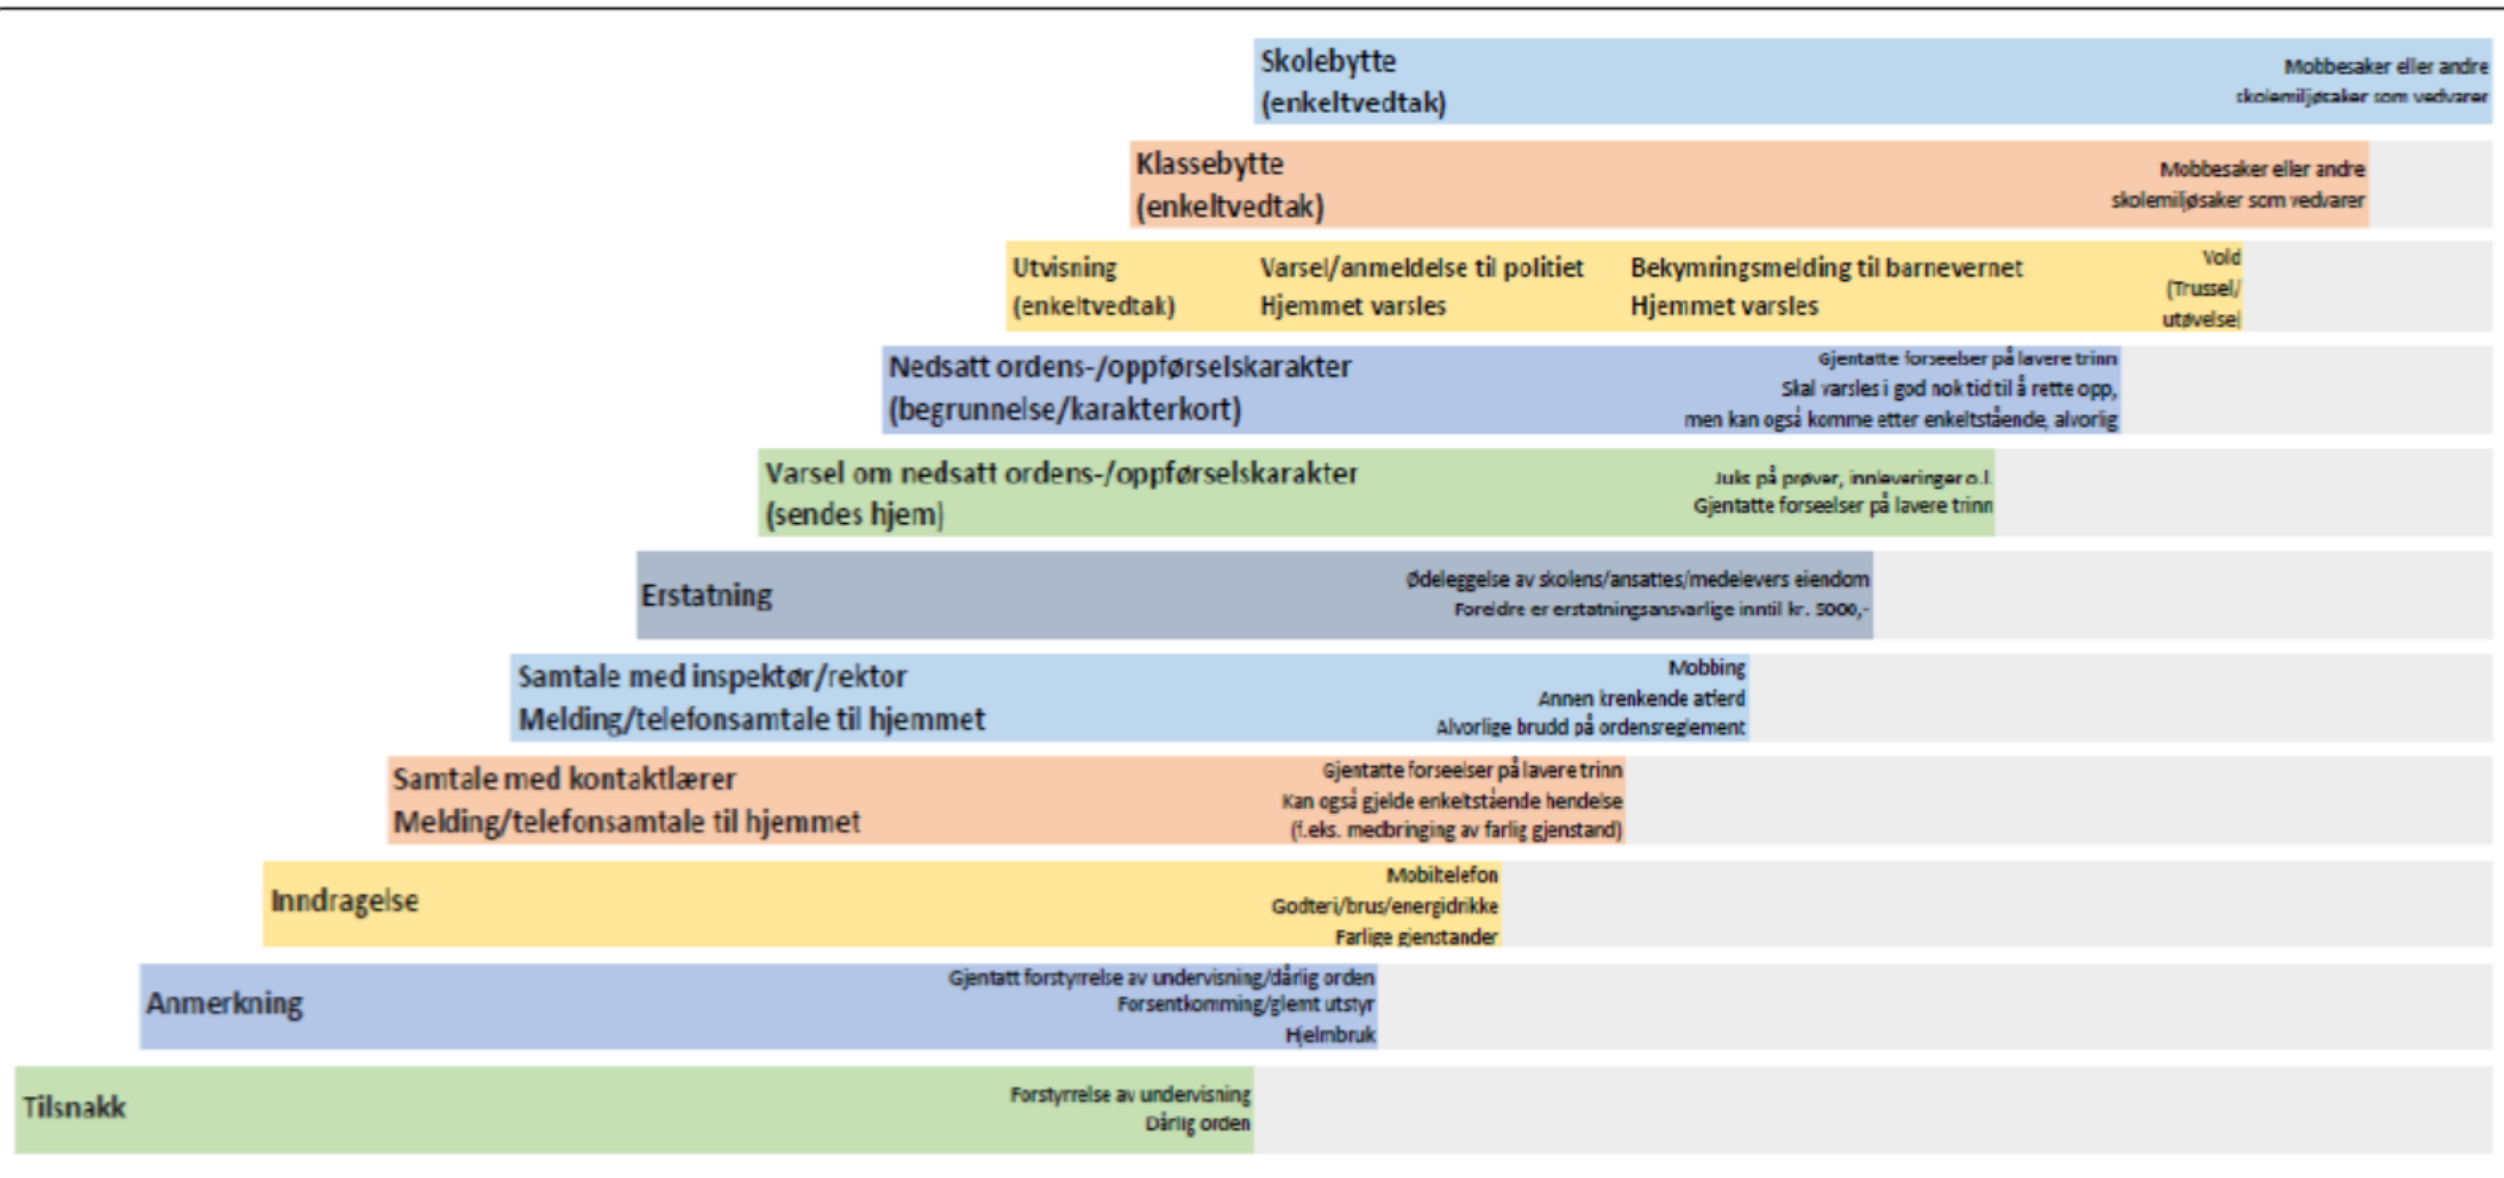 Skolebytte
(enkeltvedtak)
Mobbesaker eller andre
skolemiljøsaker som vedvarer
Klassebytte
(enkeltvedtak)
Mobbesaker eller andre
skolemiljøsaker som vedvarer
Utvisning
(enkeltvedtak)
Varsel/anmeldelse til politiet
Hjemmet varsles
Bekymringsmelding til barnevernet
Hjemmet varsles
Vold
(Trussel/
utøvelse)
Nedsatt ordens-/oppførselskarakter
(begrunnelse/karakterkort)
Gjentatte forseelser på lavere trinn
Skal varsles i god nok tid til å rette opp,
men kan også komme etter enkeltstående, alvorlig
Varsel om nedsatt ordens-/oppførselskarakter
(sendes hjem)
Juks på prøver, innleveringer o.l.
Gjentatte forseelser på lavere trinn
Erstatning
Ødeleggelse av skolens/ansattes/medelevers eiendom
Foreldre er erstatningsansvarlige inntil kr. 5000,-
Samtale med inspektør/rektor
Melding/telefonsamtale til hjemmet
Mobbing
Annen krenkende atferd
Alvorlige brudd på ordensreglement
Samtale med kontaktlærer
Melding/telefonsamtale til hjemmet
Gjentatte forseelser på lavere trinn
Kan også gjelde enkeltstående hendelse
(f.eks. medbringing av farlig gjenstand)
Inndragelse
Mobiltelefon
Godteri/brus/energidrikke
Farlige gjenstander
Anmerkning
Gjentatt forstyrrelse av undervisning/dårlig orden
Forsentkomming/glemt utstyr
Hjelmbruk
Tilsnakk
Forstyrrelse av undervisning
Dårlig orden